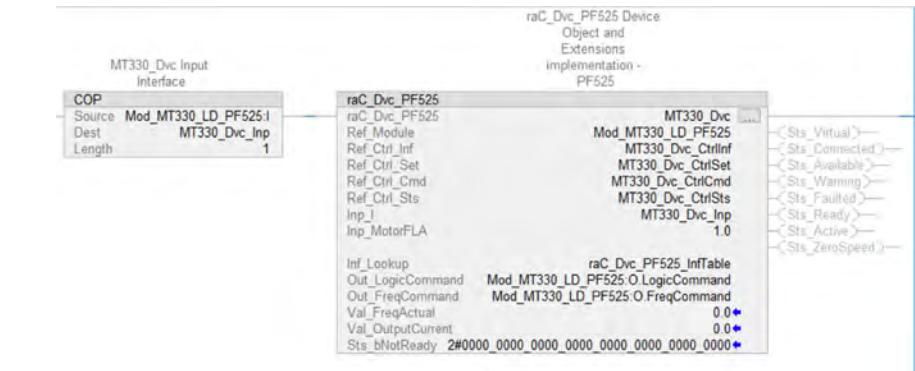 raC_Dvc_PF525 Device
Object and
Extensions
implementation -
PF525
MT330_Dvc Input
Interface
COP
Source Mod_MT330_LD_PF525:I
Dest MT330_Dvc_Inp
Length 1
raC_Dvc_PF525
raC_Dvc_PF525 MT330_Dvc ...
Ref_Module Mod_MT330_LD_PF525
Ref_Ctrl_Inf MT330_Dvc_CtrlInf
Ref_Ctrl_Set MT330_Dvc_CtrlSet
Ref_Ctrl_Cmd MT330_Dvc_CtrlCmd
Ref_Ctrl_Sts MT330_Dvc_CtrlSts
Inp_I MT330_Dvc_Inp
Inp_MotorFLA 1.0
Inf_Lookup raC_Dvc_PF525_InfTable
Out_LogicCommand Mod_MT330_LD_PF525:O.LogicCommand
Out_FreqCommand Mod_MT330_LD_PF525:O.FreqCommand
Val_FreqActual 0.0
Val_OutputCurrent 0.0
Sts_bNotReady 2#0000_0000_0000_0000_0000_0000_0000_0000
Sts_Virtual
Sts_Connected
Sts_Available
Sts_Warning
Sts_Faulted
Sts_Ready
Sts_Active
Sts_ZeroSpeed